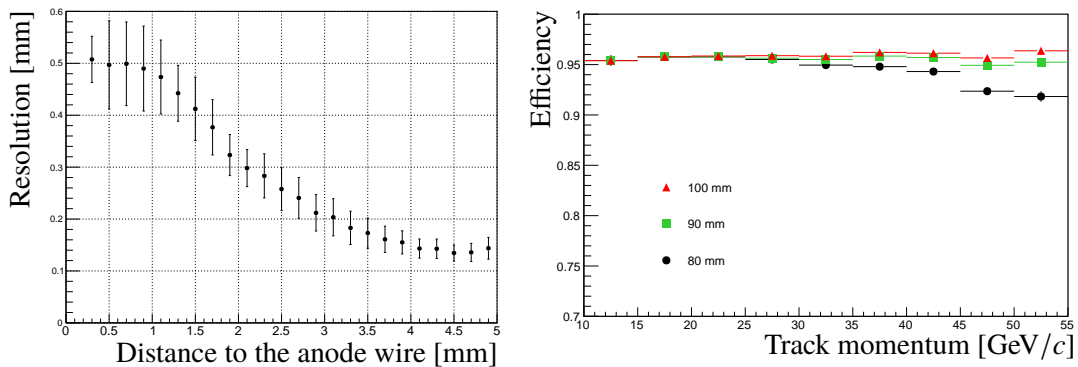 Resolution [mm]
0.6
0.5
0.4
0.3
0.2
0.1
0
0 0.5 1 1.5 2 2.5 3 3.5 4 4.5 5
Distance to the anode wire [mm]
Efficiency
1
0.95
0.9
0.95
0.8
0.75
0.7
100 mm
90 mm
80 mm
10 15 20 25 30 35 40 45 50 55
Track momentum [GeV/c]